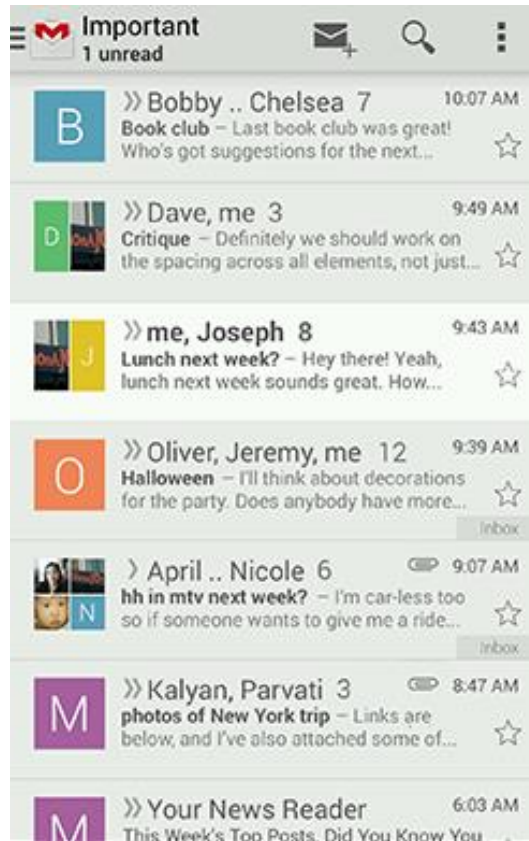 Important
1 unread
B
» Bobby .. Chelsea 7 10:07 AM
Book club – Last book club was great!
Who's got suggestions for the next...
D
» Dave, me 3 9:49 AM
Critique – Definitely we should work on
the spacing across all elements, not just...
J
» me, Joseph 8 9:43 AM
Lunch next week? – Hey there! Yeah,
lunch next week sounds great. How...
O
» Oliver, Jeremy, me 12 9:39 AM
Halloween – I'll think about decorations
for the party. Does anybody have more...
Inbox
N
› April .. Nicole 6 9:07 AM
hh in mtv next week? – I'm car-less too
so if someone wants to give me a ride...
Inbox
M
» Kalyan, Parvati 3 8:47 AM
photos of New York trip – Links are
below, and I've also attached some of...
M
» Your News Reader 6:03 AM
This Week's Top Posts. Did You Know You